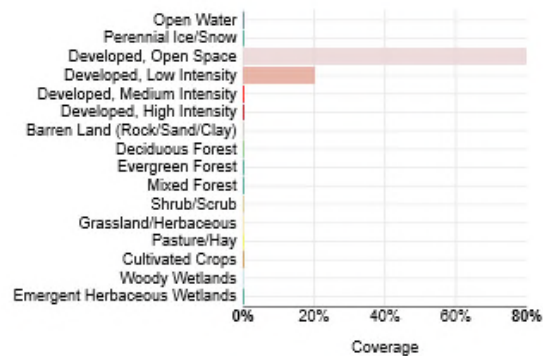 Open Water
Perennial Ice/Snow
Developed, Open Space
Developed, Low Intensity
Developed, Medium Intensity
Developed, High Intensity
Barren Land (Rock/Sand/Clay)
Deciduous Forest
Evergreen Forest
Mixed Forest
Shrub/Scrub
Grassland/Herbaceous
Pasture/Hay
Cultivated Crops
Woody Wetlands
Emergent Herbaceous Wetlands
0% 20% 40% 60% 80%
Coverage